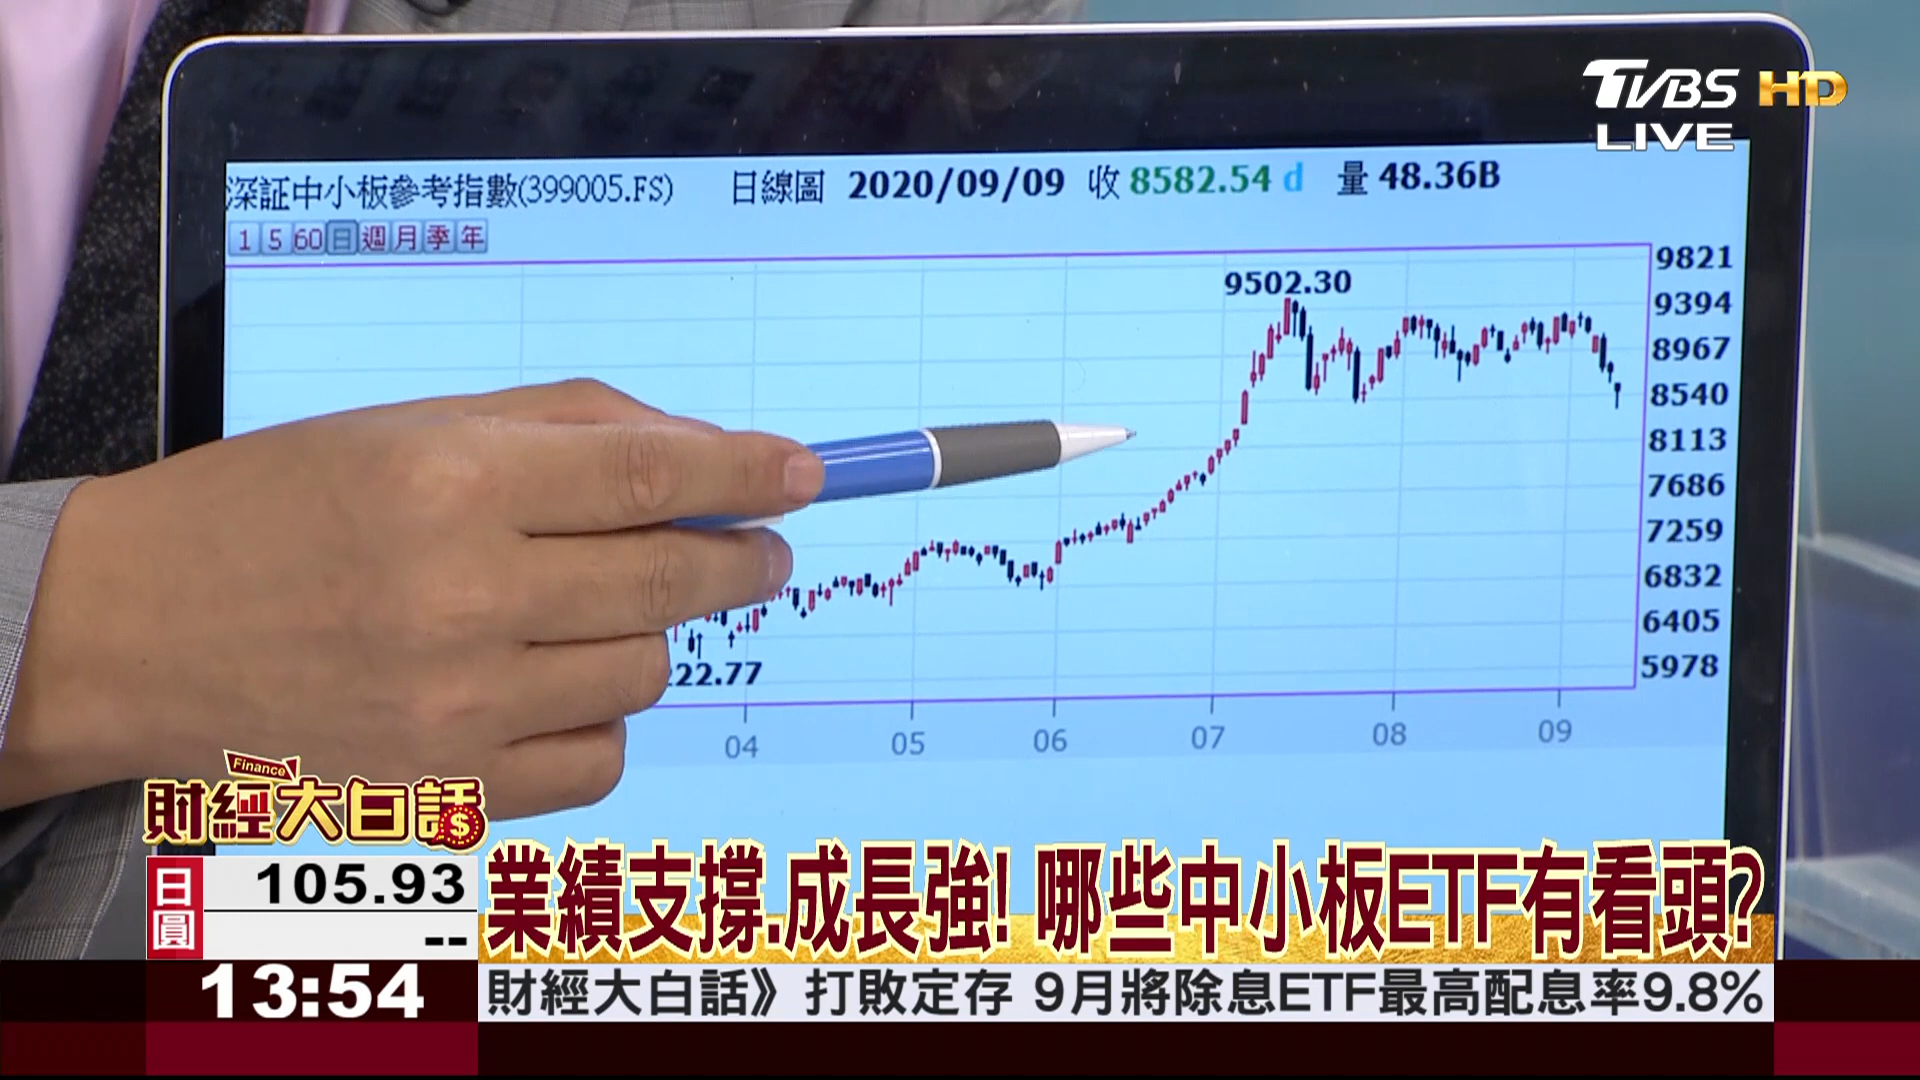 TVBS HD
LIVE
深証中小板參考指數(399005.FS) 日線圖 2020/09/09 收 8582.54 d 量 48.36B
1 5 60 日 週 月 季 年
9821
9502.30
9394
8967
8540
8113
7686
7259
6832
6405
22.77
5978
04 05 06 07 08 09
Finance
財經大白話
$
業績支撐.成長強! 哪些中小板ETF有看頭?
日圓
105.93
--
13:54
財經大白話》打敗定存 9月將除息ETF最高配息率9.8%